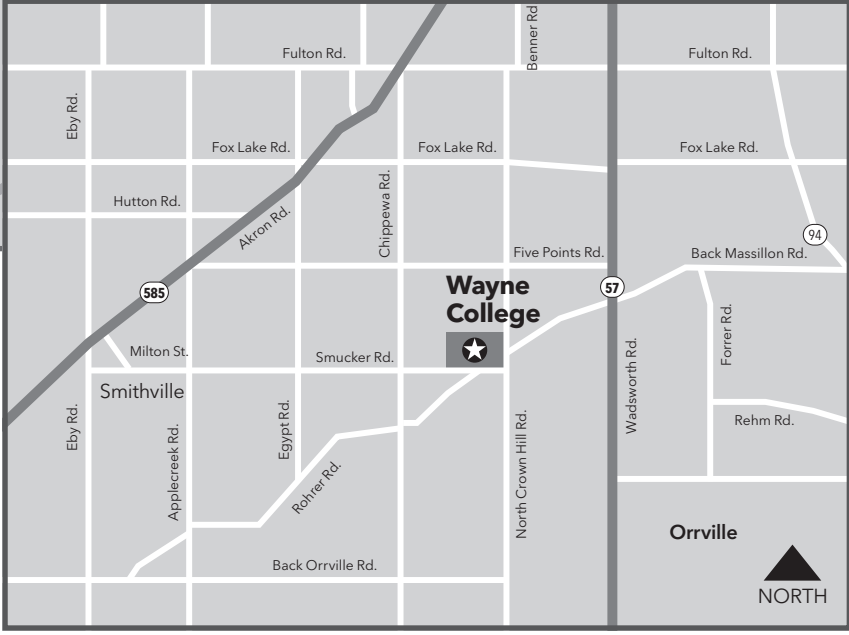 Benner Rd
Fulton Rd.
Fulton Rd.
Eby Rd.
Fox Lake Rd.
Fox Lake Rd.
Fox Lake Rd.
Hutton Rd.
Chippewa Rd.
Akron Rd.
94
Five Points Rd.
Back Massillon Rd.
585
57
Wayne
College
Milton St.
Smucker Rd.
Forrer Rd.
Wadsworth Rd.
Smithville
Eby Rd.
Applecreek Rd.
Egypt Rd.
Rohrer Rd.
North Crown Hill Rd.
Rehm Rd.
Orrville
Back Orrville Rd.
NORTH